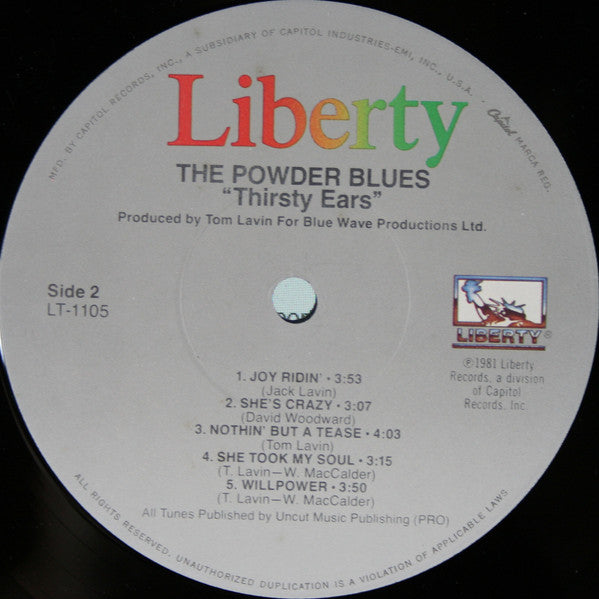 MFD. BY CAPITOL RECORDS, INC., A SUBSIDIARY OF CAPITOL INDUSTRIES-EMI, INC., U.S.A. · Capitol MARCA REG.
Liberty
THE POWDER BLUES
"Thirsty Ears"
Produced by Tom Lavin For Blue Wave Productions Ltd.
Side 2
LT-1105
LIBERTY®
℗1981 Liberty
Records, a division
of Capitol
Records, Inc
1. JOY RIDIN' • 3:53
(Jack Lavin)
2. SHE'S CRAZY • 3:07
(David Woodward)
3. NOTHIN' BUT A TEASE • 4:03
(Tom Lavin)
4. SHE TOOK MY SOUL • 3:15
(T. Lavin—W. MacCalder)
5. WILLPOWER • 3:50
(T. Lavin—W. MacCalder)
All Tunes Published by Uncut Music Publishing (PRO)
ALL RIGHTS RESERVED. UNAUTHORIZED DUPLICATION IS A VIOLATION OF APPLICABLE LAWS